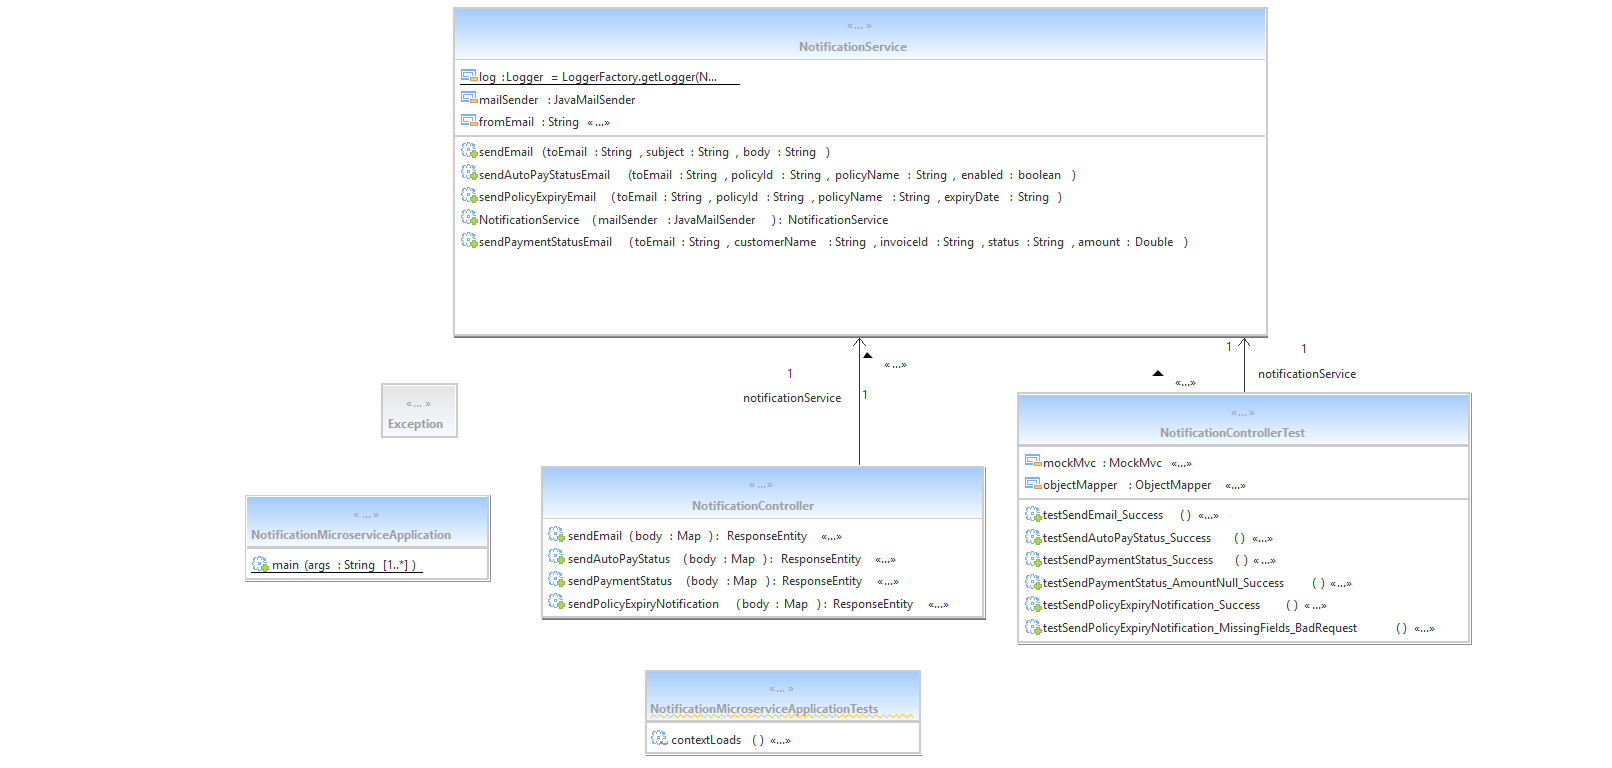 «... »
NotificationService
log : Logger = LoggerFactory.getLogger(N...
mailSender : JavaMailSender
fromEmail : String «...»
sendEmail (toEmail : String , subject : String , body : String )
sendAutoPayStatusEmail (toEmail : String , policyId : String , policyName : String , enabled : boolean )
sendPolicyExpiryEmail (toEmail : String , policyId : String , policyName : String , expiryDate : String )
NotificationService (mailSender : JavaMailSender ) : NotificationService
sendPaymentStatusEmail (toEmail : String , customerName : String , invoiceId : String , status : String , amount : Double )
«...»
1
notificationService
1
1
1
notificationService
«...»
«... »
Exception
«... »
NotificationMicroserviceApplication
main (args : String [1..*] )
«...»
NotificationController
sendEmail (body : Map ) : ResponseEntity «...»
sendAutoPayStatus (body : Map ) : ResponseEntity «...»
sendPaymentStatus (body : Map ) : ResponseEntity «...»
sendPolicyExpiryNotification (body : Map ) : ResponseEntity «...»
«...»
NotificationControllerTest
mockMvc : MockMvc «...»
objectMapper : ObjectMapper «...»
testSendEmail_Success ( ) «...»
testSendAutoPayStatus_Success ( ) «...»
testSendPaymentStatus_Success ( ) «...»
testSendPaymentStatus_AmountNull_Success ( ) «...»
testSendPolicyExpiryNotification_Success ( ) «...»
testSendPolicyExpiryNotification_MissingFields_BadRequest ( ) «...»
«... »
NotificationMicroserviceApplicationTests
contextLoads ( ) «...»